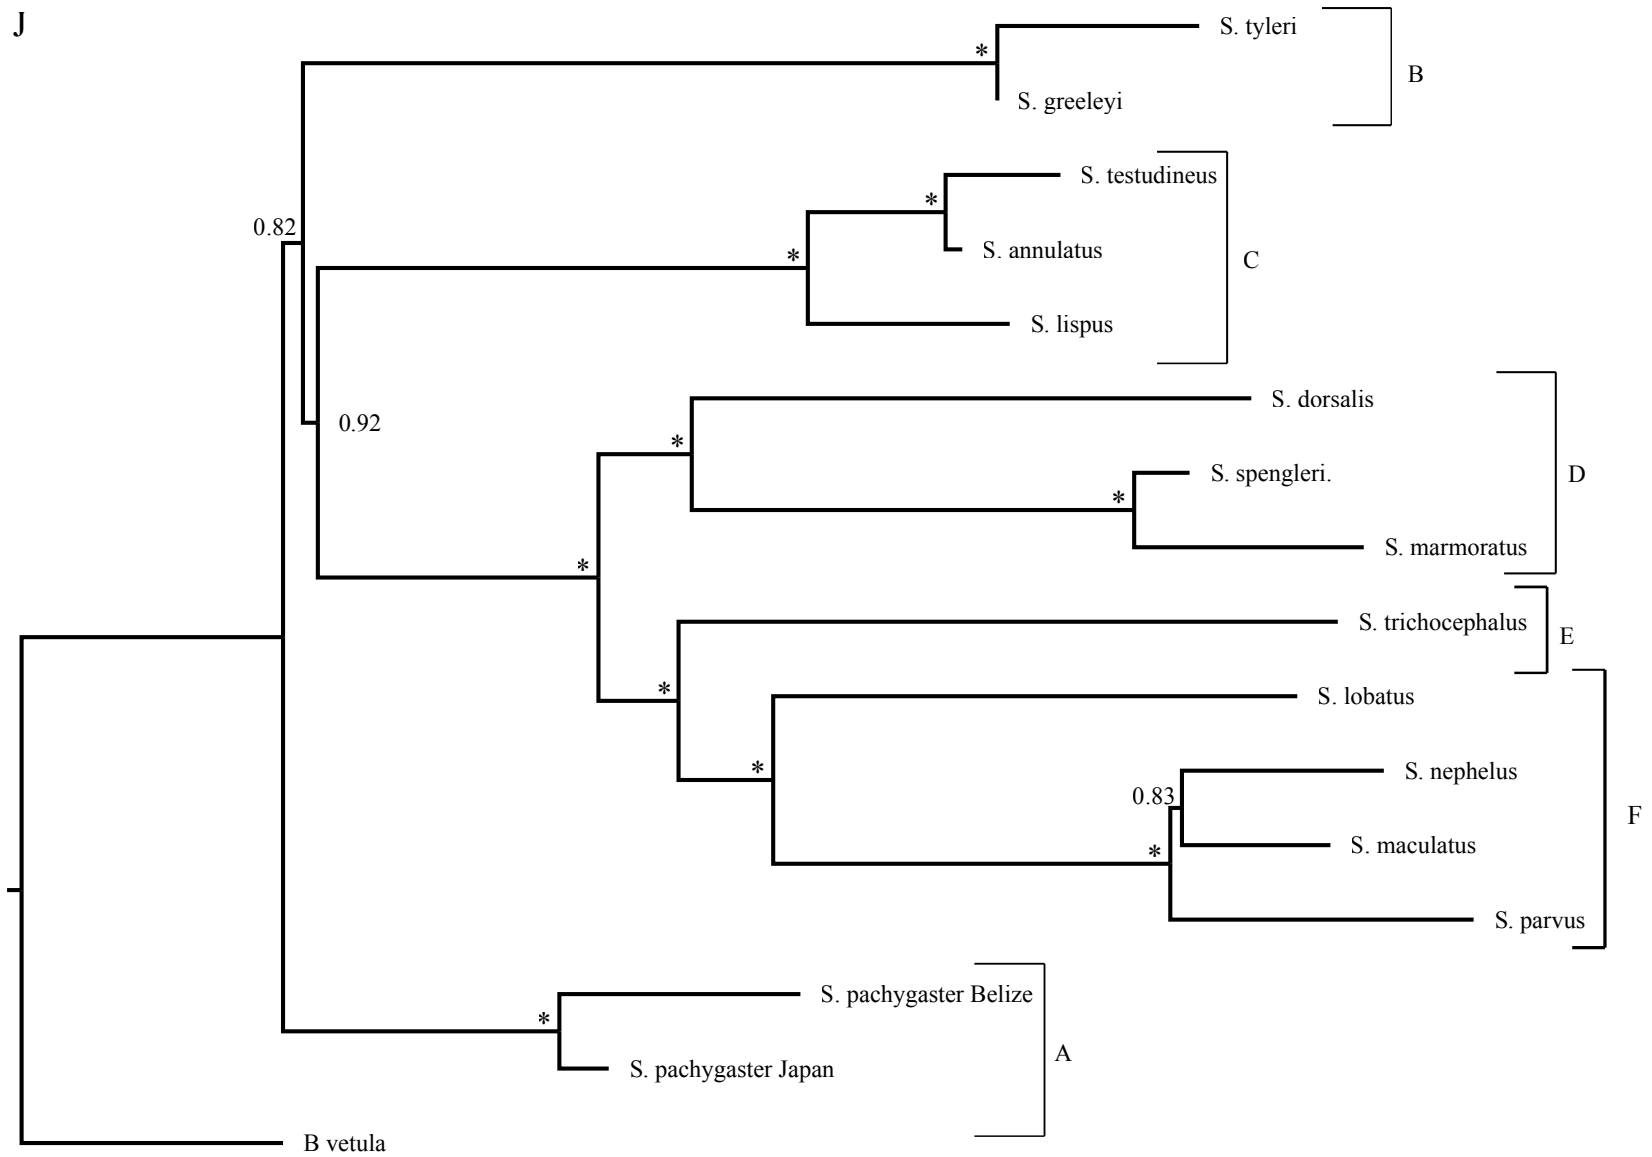 J
*
S. tyleri
B
S. greeleyi
S. testudineus
*
0.82
S. annulatus
*
C
S. lispus
S. dorsalis
0.92
*
S. spengleri.
D
*
S. marmoratus
*
S. trichocephalus
E
*
S. lobatus
*
S. nephelus
0.83
F
S. maculatus
*
S. parvus
S. pachygaster Belize
*
A
S. pachygaster Japan
B vetula